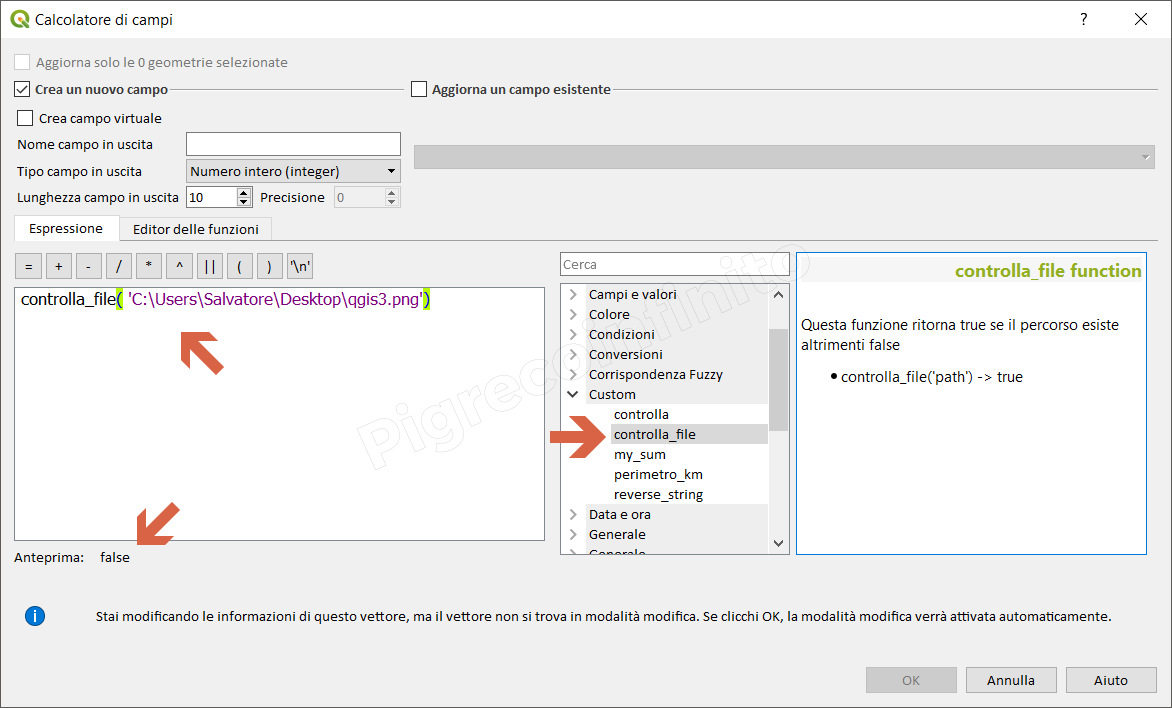 Calcolatore di campi
?
Aggiorna solo le 0 geometrie selezionate
Crea un nuovo campo
Aggiorna un campo esistente
Crea campo virtuale
Nome campo in uscita
Tipo campo in uscita
Numero intero (integer)
Lunghezza campo in uscita
10
Precisione
0
Espressione
Editor delle funzioni
= + - / * ^ || ( ) '\n'
controlla_file( 'C:\Users\Salvatore\Desktop\qgis3.png')
Anteprima: false
Cerca
Campi e valori
Colore
Condizioni
Conversioni
Corrispondenza Fuzzy
Custom
controlla
controlla_file
my_sum
perimetro_km
reverse_string
Data e ora
Generale
Generale
controlla_file function
Questa funzione ritorna true se il percorso esiste
altrimenti false
• controlla_file('path') -> true
Pigrecoinfinito
i
Stai modificando le informazioni di questo vettore, ma il vettore non si trova in modalità modifica. Se clicchi OK, la modalità modifica verrà attivata automaticamente.
OK
Annulla
Aiuto